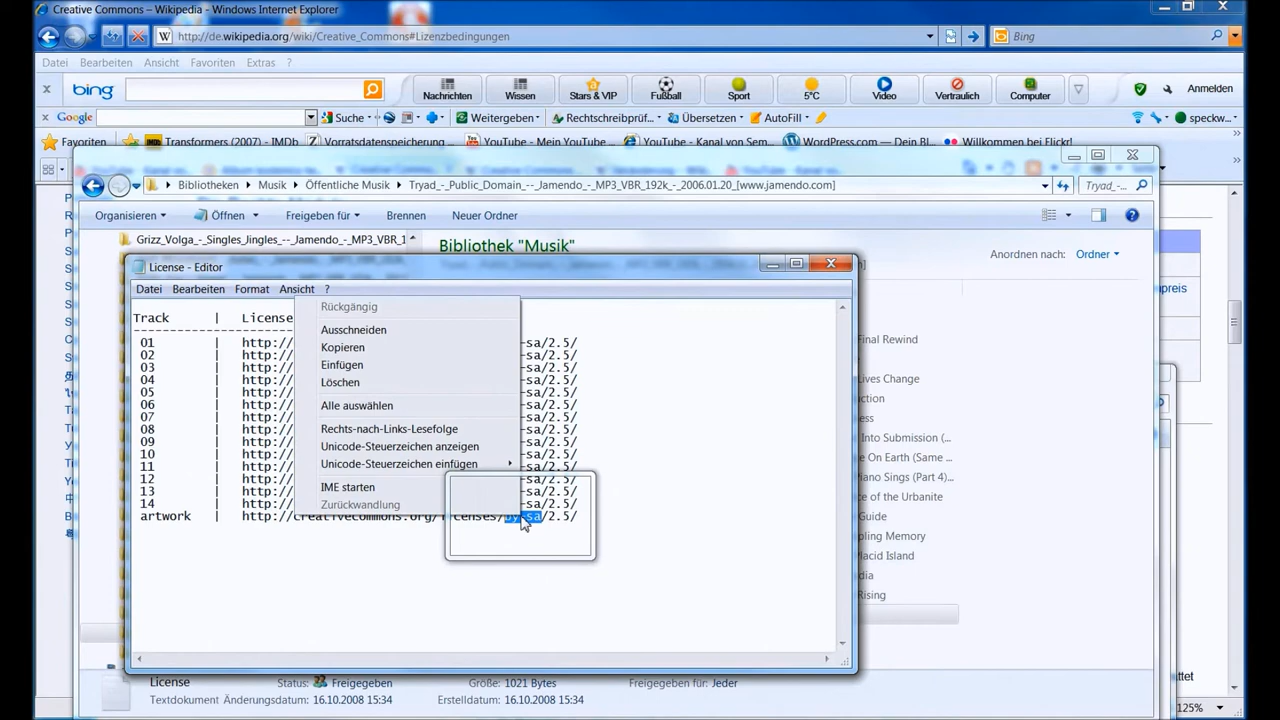 Creative Commons – Wikipedia - Windows Internet Explorer
http://de.wikipedia.org/wiki/Creative_Commons#Lizenzbedingungen
Bing
Datei Bearbeiten Ansicht Favoriten Extras ?
bing Nachrichten Wissen Stars & VIP Fußball Sport 5°C Video Vertraulich Computer Anmelden
Google Suche Weitergeben Rechtschreibprüf... Übersetzen AutoFill speckw...
Favoriten Transformers (2007) - IMDb Vorratsdatenspeicherung ... YouTube - Mein YouTube ... YouTube - Kanal von Sem... WordPress.com — Dein Bl... Willkommen bei Flickr!
Bibliotheken Musik Öffentliche Musik Tryad_-_Public_Domain_--_Jamendo_-_MP3_VBR_192k_-_2006.01.20_[www.jamendo.com] Tryad_-...
Organisieren Öffnen Freigeben für Brennen Neuer Ordner
Grizz_Volga_-_Singles_Jingles_--_Jamendo_-_MP3_VBR_1
Bibliothek "Musik"
Anordnen nach: Ordner
License - Editor
Datei Bearbeiten Format Ansicht ?
Track | License
01 | http:// -sa/2.5/
02 | http:// -sa/2.5/
03 | http:// -sa/2.5/
04 | http:// -sa/2.5/
05 | http:// -sa/2.5/
06 | http:// -sa/2.5/
07 | http:// -sa/2.5/
08 | http:// -sa/2.5/
09 | http:// -sa/2.5/
10 | http:// -sa/2.5/
11 | http:// -sa/2.5/
12 | http:// -sa/2.5/
13 | http:// -sa/2.5/
14 | http:// -sa/2.5/
artwork | http://creativecommons.org/licenses/by-sa/2.5/
Rückgängig
Ausschneiden
Kopieren
Einfügen
Löschen
Alle auswählen
Rechts-nach-Links-Lesefolge
Unicode-Steuerzeichen anzeigen
Unicode-Steuerzeichen einfügen
IME starten
Zurückwandlung
preis
Final Rewind
Lives Change
Into Submission (...
On Earth (Same ...
Piano Sings (Part 4)...
of the Urbanite
Guide
Memory
Placid Island
Rising
License Status: Freigegeben Größe: 1021 Bytes Freigegeben für: Jeder
Textdokument Änderungsdatum: 16.10.2008 15:34 Erstelldatum: 16.10.2008 15:34
125%